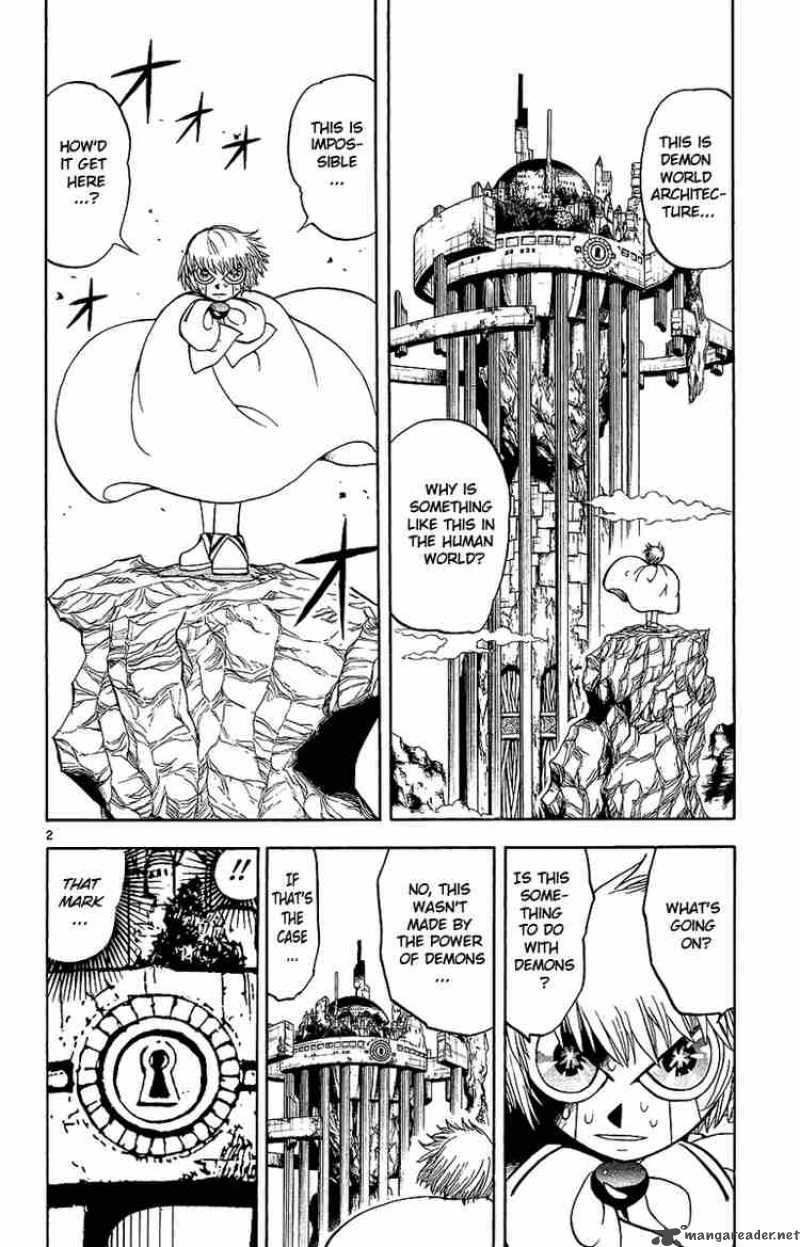 THIS IS
DEMON
WORLD
ARCHITEC-
TURE...
WHY IS
SOMETHING
LIKE THIS IN
THE HUMAN
WORLD?
THIS IS
IMPOS-
SIBLE
...
HOW'D
IT GET
HERE
...?
2
WHAT'S
GOING
ON?
IS THIS
SOME-
THING
TO DO
WITH
DEMONS
?
NO, THIS
WASN'T
MADE BY
THE POWER
OF DEMONS
...
IF
THAT'S
THE
CASE
...
!!
THAT
MARK
...
mangareader.net